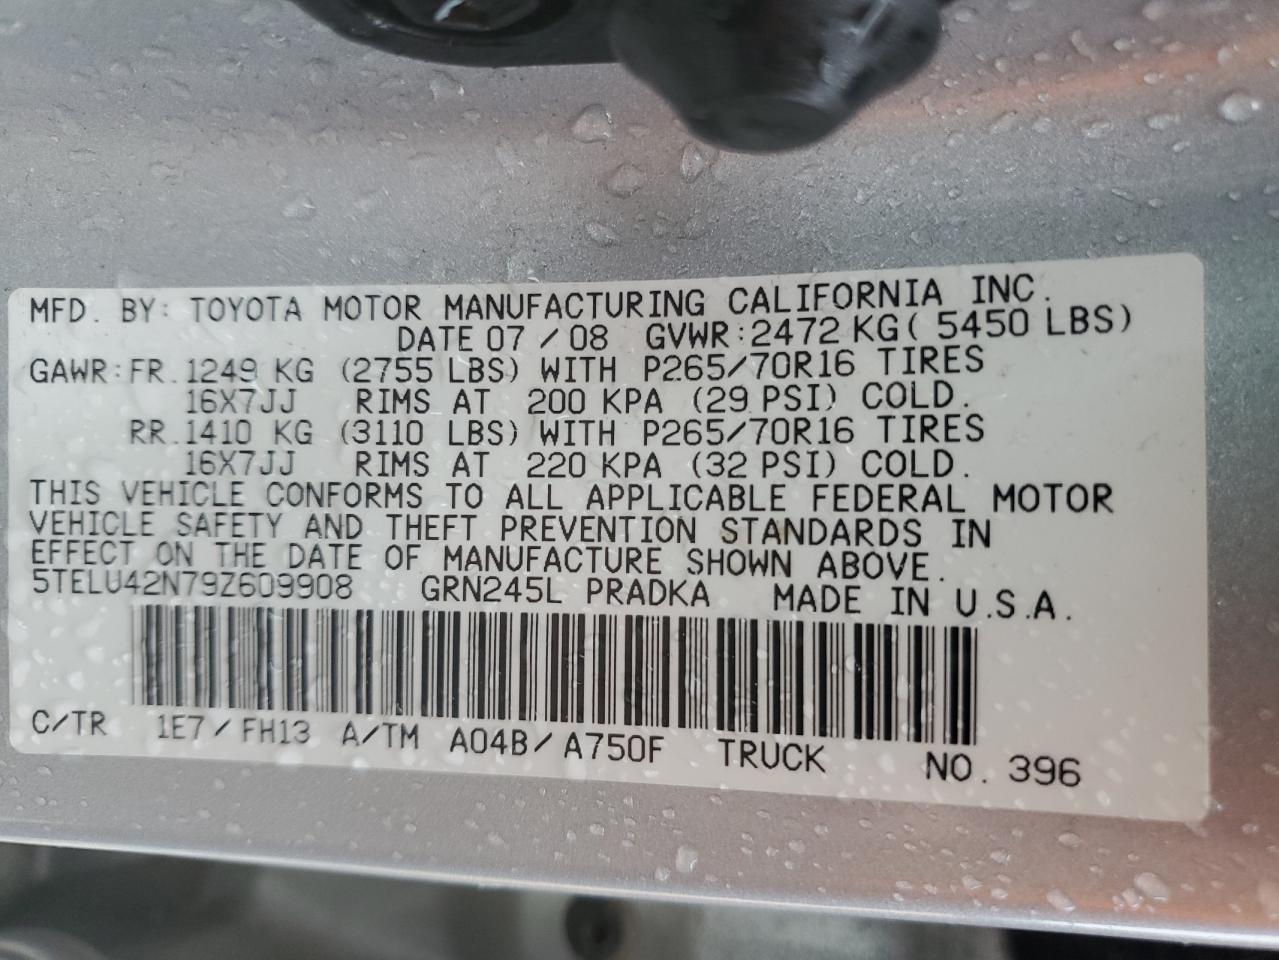 MFD. BY: TOYOTA MOTOR MANUFACTURING CALIFORNIA INC.
DATE 07 / 08 GVWR: 2472 KG ( 5450 LBS)
GAWR: FR. 1249 KG (2755 LBS) WITH P265/70R16 TIRES
16X7JJ RIMS AT 200 KPA (29 PSI) COLD.
RR. 1410 KG (3110 LBS) WITH P265/70R16 TIRES
16X7JJ RIMS AT 220 KPA (32 PSI) COLD.
THIS VEHICLE CONFORMS TO ALL APPLICABLE FEDERAL MOTOR
VEHICLE SAFETY AND THEFT PREVENTION STANDARDS IN
EFFECT ON THE DATE OF MANUFACTURE SHOWN ABOVE.
5TELU42N79Z609908 GRN245L PRADKA MADE IN U.S.A.
C/TR 1E7 / FH13 A/TM A04B/ A750F TRUCK NO. 396